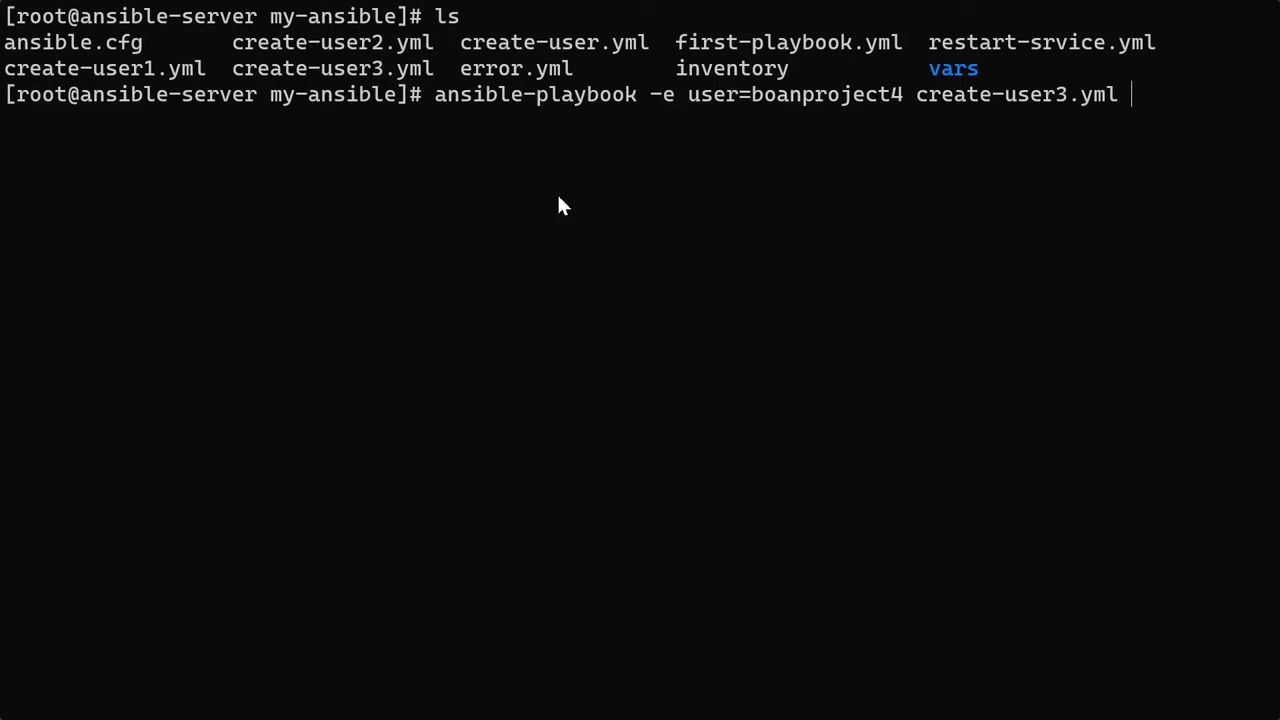 [root@ansible-server my-ansible]# ls
ansible.cfg       create-user2.yml  create-user.yml  first-playbook.yml  restart-srvice.yml
create-user1.yml  create-user3.yml  error.yml        inventory           vars
[root@ansible-server my-ansible]# ansible-playbook -e user=boanproject4 create-user3.yml